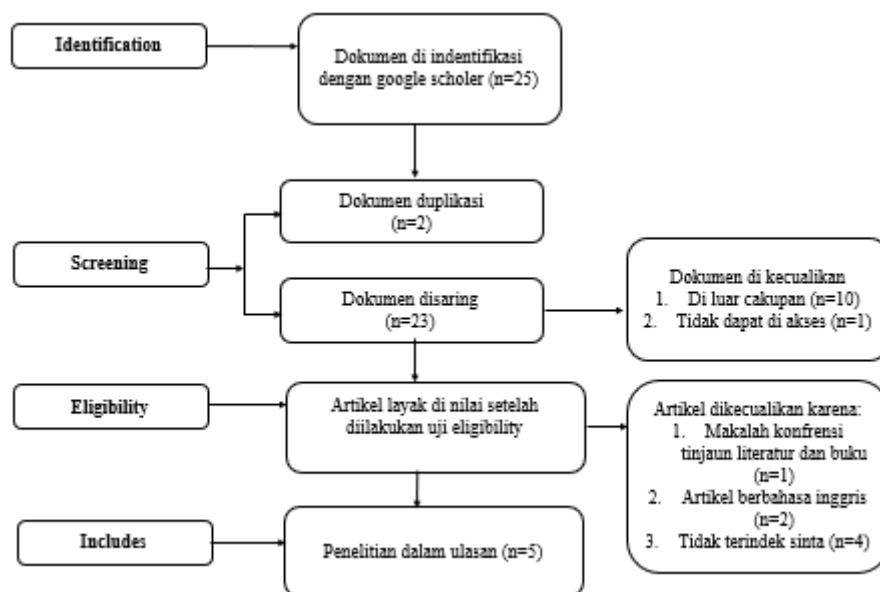 Identification
Dokumen di indentifikasi
dengan google scholer (n=25)
Dokumen duplikasi
(n=2)
Screening
Dokumen disaring
(n=23)
Dokumen di kecualikan
1. Di luar cakupan (n=10)
2. Tidak dapat di akses (n=1)
Eligibility
Artikel layak di nilai setelah
diilakukan uji eligibility
Artikel dikecualikan karena:
1. Makalah konfrensi
tinjaun literatur dan buku
(n=1)
2. Artikel berbahasa inggris
(n=2)
3. Tidak terindek sinta (n=4)
Includes
Penelitian dalam ulasan (n=5)